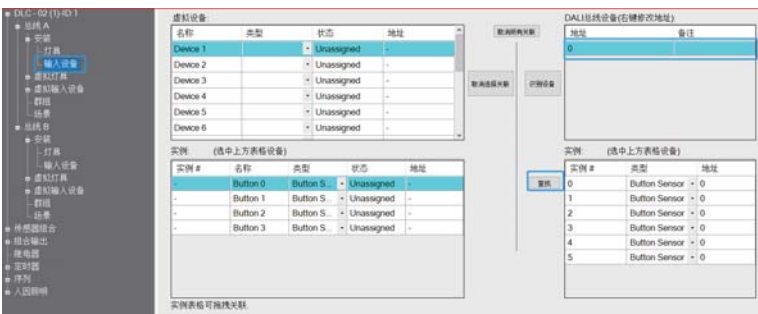 DLC-02 (1)-ID:1
总线 A
安装
灯具
输入设备
虚拟灯具
虚拟输入设备
群组
场景
总线 B
安装
灯具
输入设备
虚拟灯具
虚拟输入设备
群组
场景
传感器组合
组合输出
继电器
定时器
序列
人因照明
虚拟设备
名称 类型 状态 地址
Device 1 Unassigned -
Device 2 Unassigned -
Device 3 Unassigned -
Device 4 Unassigned -
Device 5 Unassigned -
Device 6 Unassigned -
取消所有关联
取消选择关联 识别设备
DALI总线设备(右键修改地址)
地址 备注
0
实例: (选中上方表格设备)
实例 # 名称 类型 状态 地址
- Button 0 Button S... Unassigned -
- Button 1 Button S... Unassigned -
- Button 2 Button S... Unassigned -
- Button 3 Button S... Unassigned -
实例表格可拖拽关联.
复执
实例: (选中上方表格设备)
实例 # 类型 地址
0 Button Sensor 0
1 Button Sensor 0
2 Button Sensor 0
3 Button Sensor 0
4 Button Sensor 0
5 Button Sensor 0